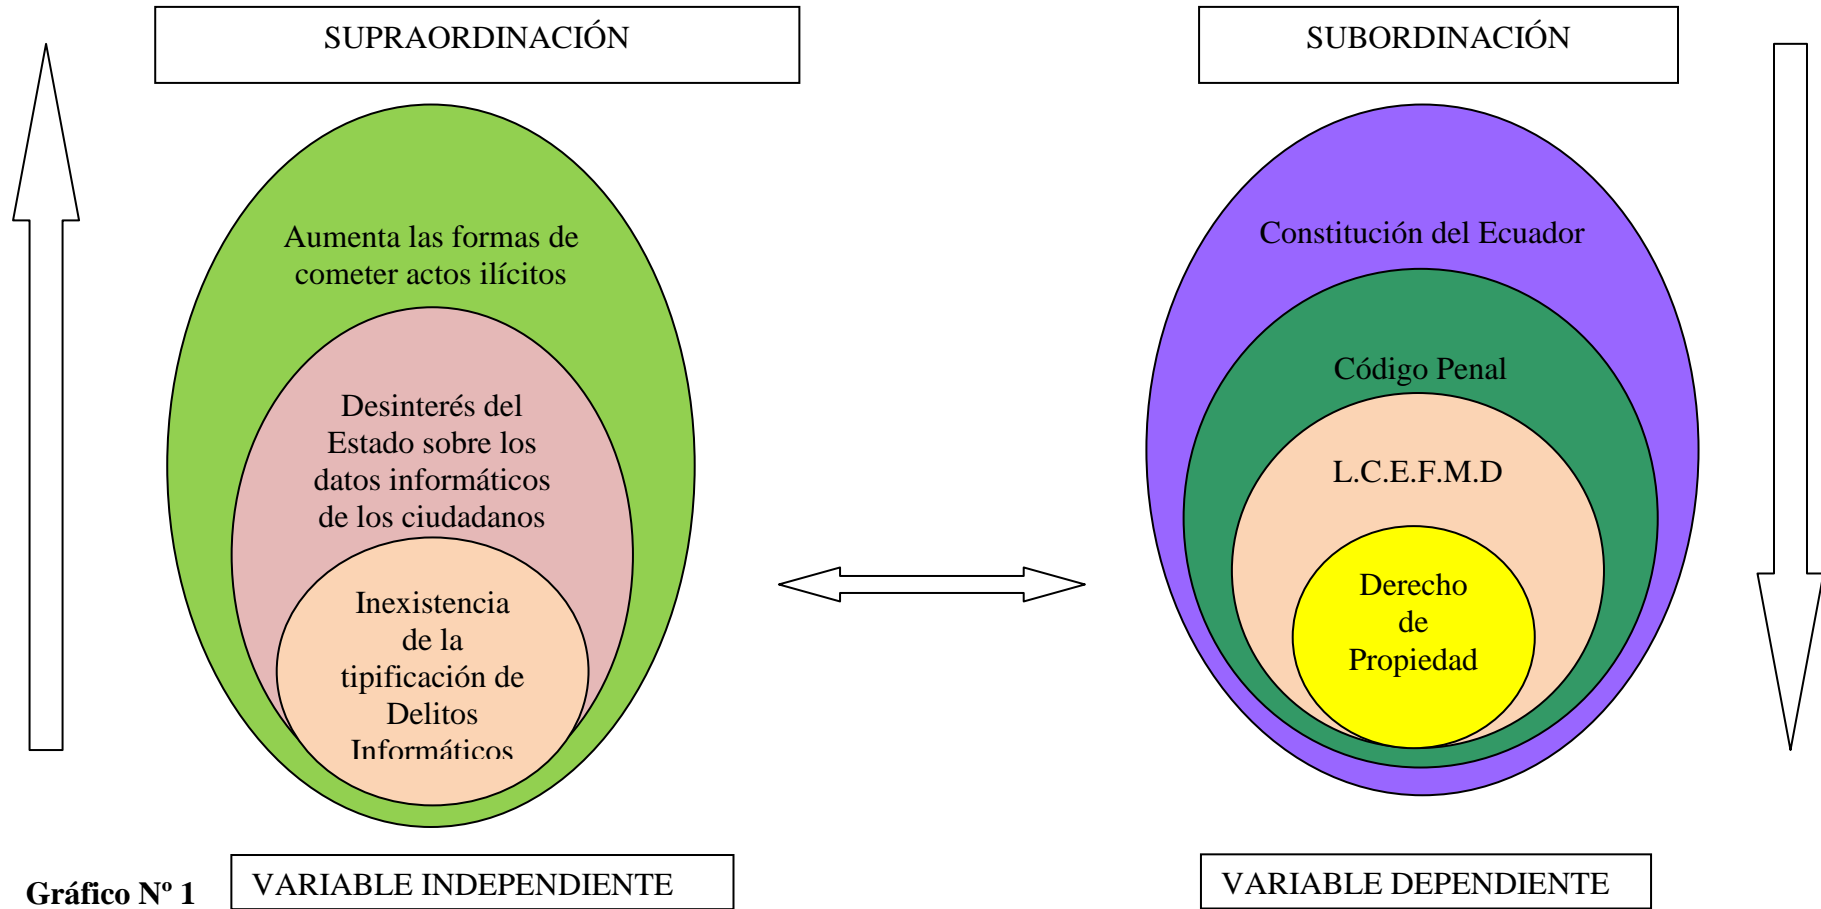 SUPRAORDINACIÓN
SUBORDINACIÓN
Aumenta las formas de
cometer actos ilícitos
Desinterés del
Estado sobre los
datos informáticos
de los ciudadanos
Inexistencia
de la
tipificación de
Delitos
Informáticos
Constitución del Ecuador
Código Penal
L.C.E.F.M.D
Derecho
de
Propiedad
Gráfico Nº 1
VARIABLE INDEPENDIENTE
VARIABLE DEPENDIENTE